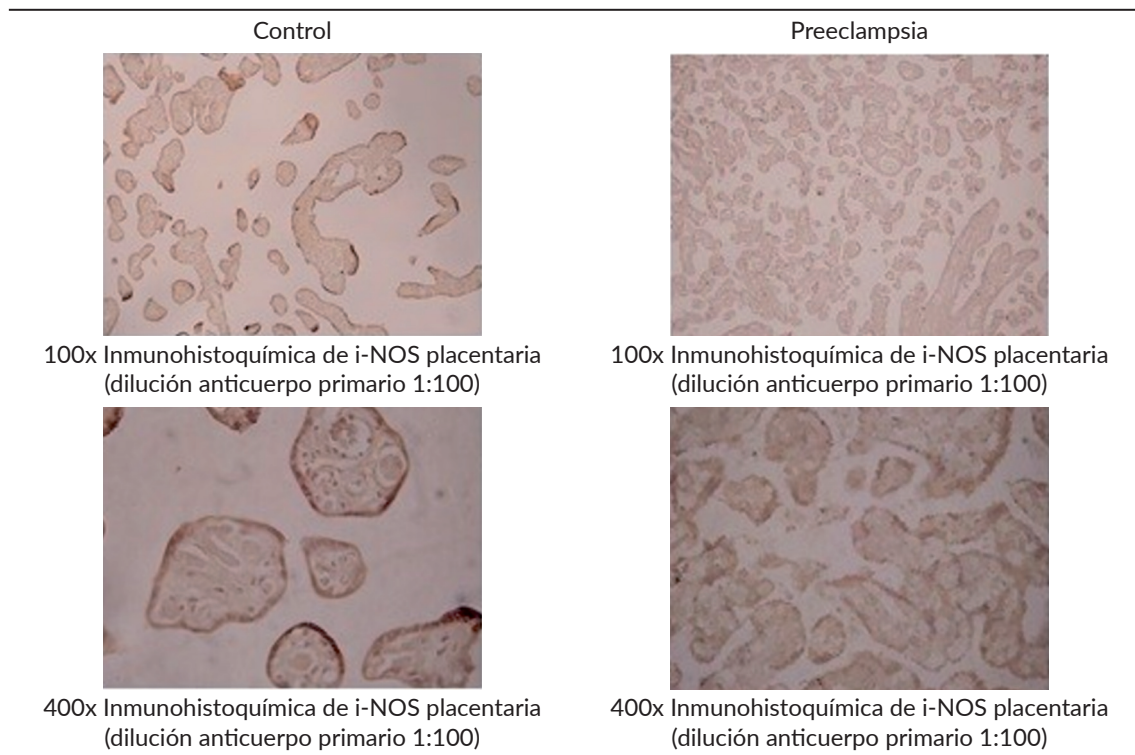 Control
Preeclampsia
100x Inmunohistoquímica de i-NOS placentaria
(dilución anticuerpo primario 1:100)
100x Inmunohistoquímica de i-NOS placentaria
(dilución anticuerpo primario 1:100)
400x Inmunohistoquímica de i-NOS placentaria
(dilución anticuerpo primario 1:100)
400x Inmunohistoquímica de i-NOS placentaria
(dilución anticuerpo primario 1:100)